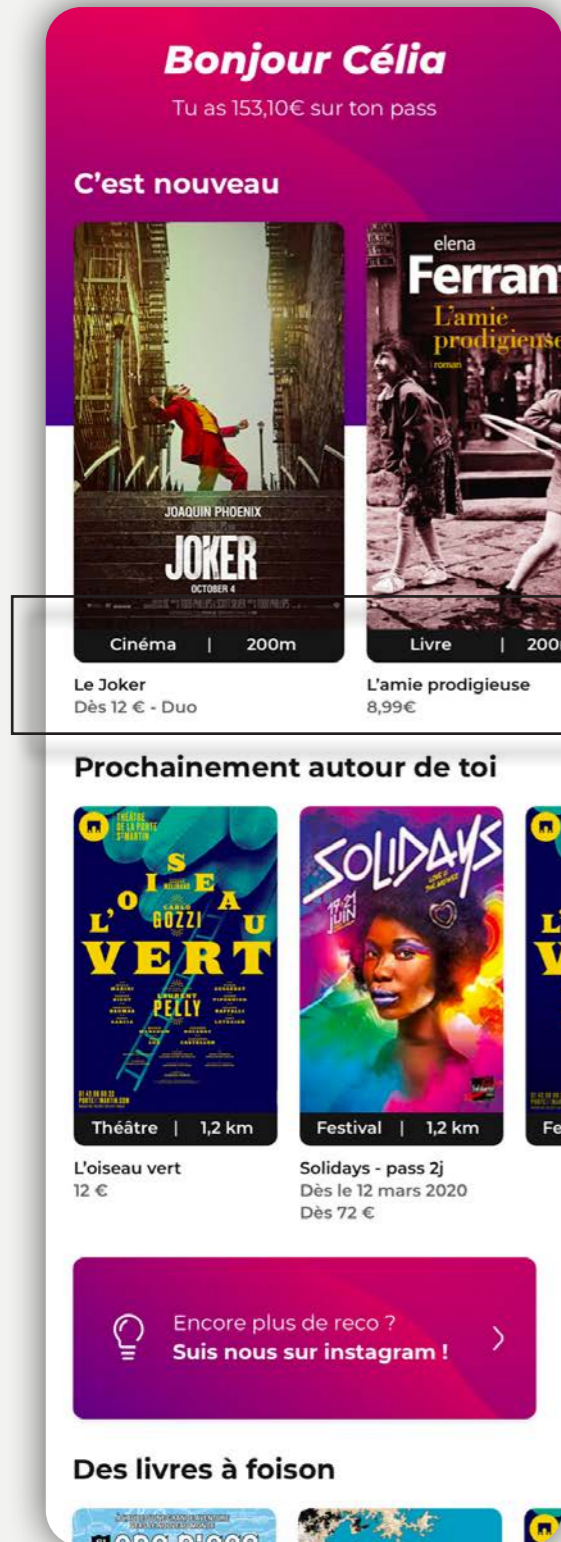 Bonjour Célia
Tu as 153,10€ sur ton pass
C'est nouveau
JOAQUIN PHOENIX
JOKER
OCTOBER 4
Cinéma | 200m
Le Joker
Dès 12 € - Duo
elena
Ferrant
L'amie
prodigieuse
roman
Livre | 200
L'amie prodigieuse
8,99€
Prochainement autour de toi
THÉÂTRE
DE LA PORTE
ST MARTIN
L'OISEAU
CARLO
GOZZI
VERT
LAURENT
PELLY
Théâtre | 1,2 km
L'oiseau vert
12 €
SOLIDAYS
LOVE IS
THE ANSWER
19·21
JUIN
Festival | 1,2 km
Solidays - pass 2j
Dès le 12 mars 2020
Dès 72 €
L'
V
Fe
Encore plus de reco ?
Suis nous sur instagram !
Des livres à foison